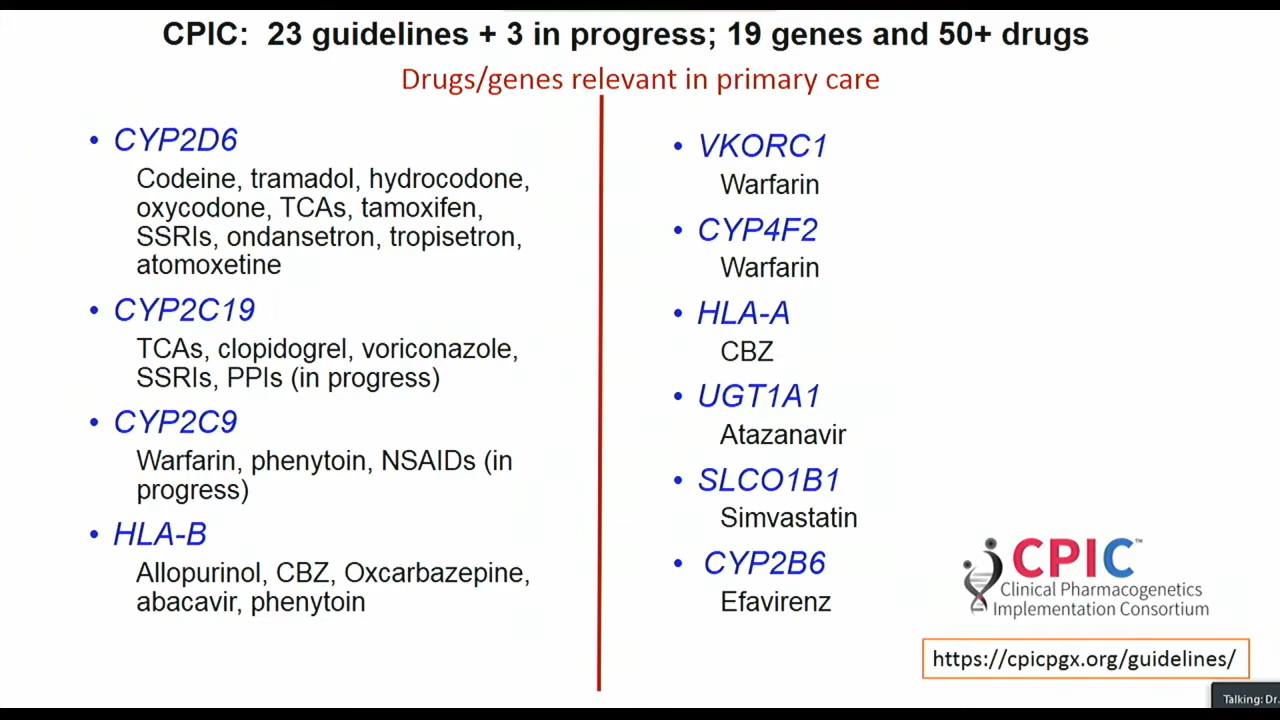 CPIC:  23 guidelines + 3 in progress; 19 genes and 50+ drugs
Drugs/genes relevant in primary care
• CYP2D6
Codeine, tramadol, hydrocodone,
oxycodone, TCAs, tamoxifen,
SSRIs, ondansetron, tropisetron,
atomoxetine
• CYP2C19
TCAs, clopidogrel, voriconazole,
SSRIs, PPIs (in progress)
• CYP2C9
Warfarin, phenytoin, NSAIDs (in
progress)
• HLA-B
Allopurinol, CBZ, Oxcarbazepine,
abacavir, phenytoin
• VKORC1
Warfarin
• CYP4F2
Warfarin
• HLA-A
CBZ
• UGT1A1
Atazanavir
• SLCO1B1
Simvastatin
• CYP2B6
Efavirenz
CPIC™
Clinical Pharmacogenetics
Implementation Consortium
https://cpicpgx.org/guidelines/
Talking: Dr.